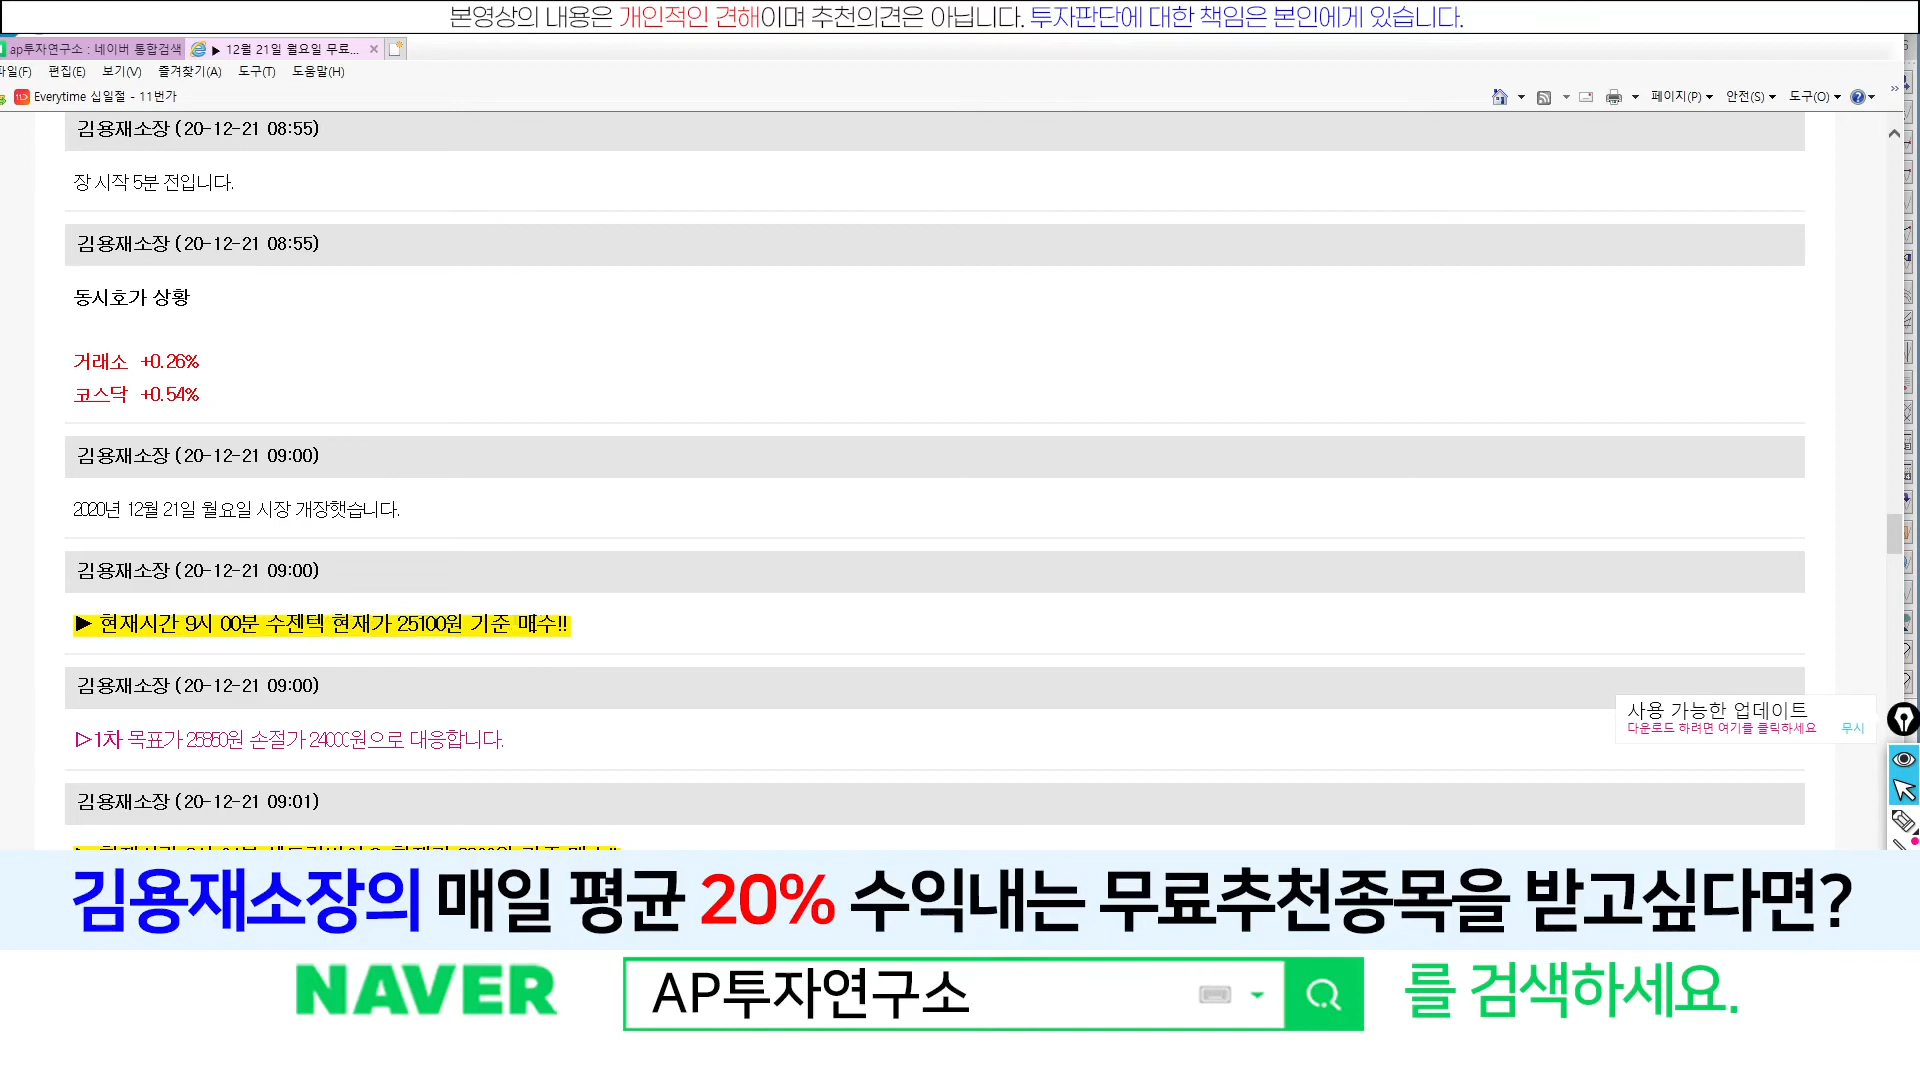 본영상의 내용은 개인적인 견해이며 추천의견은 아닙니다. 투자판단에 대한 책임은 본인에게 있습니다.
ap투자연구소 : 네이버 통합검색
▶ 12월 21일 월요일 무료...
파일(F) 편집(E) 보기(V) 즐겨찾기(A) 도구(T) 도움말(H)
Everytime 십일절 - 11번가
페이지(P) 안전(S) 도구(O)
김용재소장 (20-12-21 08:55)
장 시작 5분 전입니다.
김용재소장 (20-12-21 08:55)
동시호가 상황
거래소 +0.26%
코스닥 +0.54%
김용재소장 (20-12-21 09:00)
2020년 12월 21일 월요일 시장 개장했습니다.
김용재소장 (20-12-21 09:00)
▶ 현재시간 9시 00분 수젠텍 현재가 25100원 기준 매수!!
김용재소장 (20-12-21 09:00)
▷1차 목표가 25850원 손절가 24000원으로 대응합니다.
사용 가능한 업데이트
다운로드 하려면 여기를 클릭하세요 무시
김용재소장 (20-12-21 09:01)
김용재소장의 매일 평균 20% 수익내는 무료추천종목을 받고싶다면?
NAVER AP투자연구소 를 검색하세요.